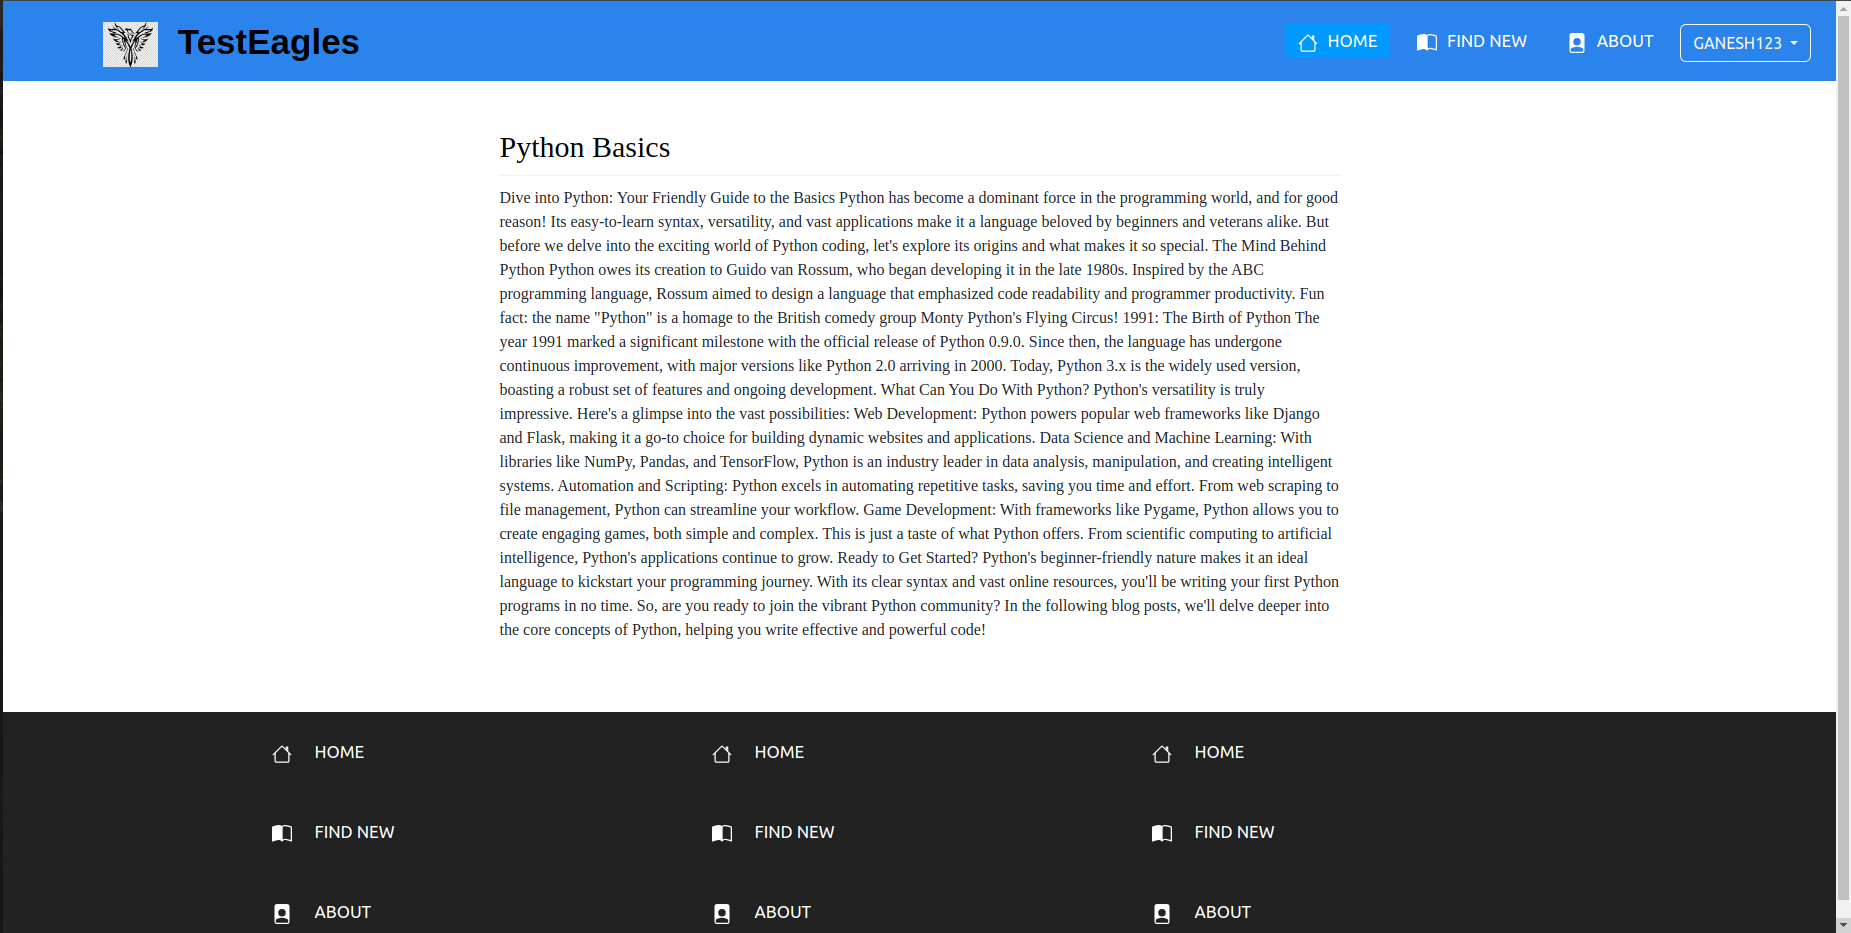 TestEagles
HOME
FIND NEW
ABOUT
GANESH123
Python Basics
Dive into Python: Your Friendly Guide to the Basics Python has become a dominant force in the programming world, and for good
reason! Its easy-to-learn syntax, versatility, and vast applications make it a language beloved by beginners and veterans alike. But
before we delve into the exciting world of Python coding, let's explore its origins and what makes it so special. The Mind Behind
Python Python owes its creation to Guido van Rossum, who began developing it in the late 1980s. Inspired by the ABC
programming language, Rossum aimed to design a language that emphasized code readability and programmer productivity. Fun
fact: the name "Python" is a homage to the British comedy group Monty Python's Flying Circus! 1991: The Birth of Python The
year 1991 marked a significant milestone with the official release of Python 0.9.0. Since then, the language has undergone
continuous improvement, with major versions like Python 2.0 arriving in 2000. Today, Python 3.x is the widely used version,
boasting a robust set of features and ongoing development. What Can You Do With Python? Python's versatility is truly
impressive. Here's a glimpse into the vast possibilities: Web Development: Python powers popular web frameworks like Django
and Flask, making it a go-to choice for building dynamic websites and applications. Data Science and Machine Learning: With
libraries like NumPy, Pandas, and TensorFlow, Python is an industry leader in data analysis, manipulation, and creating intelligent
systems. Automation and Scripting: Python excels in automating repetitive tasks, saving you time and effort. From web scraping to
file management, Python can streamline your workflow. Game Development: With frameworks like Pygame, Python allows you to
create engaging games, both simple and complex. This is just a taste of what Python offers. From scientific computing to artificial
intelligence, Python's applications continue to grow. Ready to Get Started? Python's beginner-friendly nature makes it an ideal
language to kickstart your programming journey. With its clear syntax and vast online resources, you'll be writing your first Python
programs in no time. So, are you ready to join the vibrant Python community? In the following blog posts, we'll delve deeper into
the core concepts of Python, helping you write effective and powerful code!
HOME
FIND NEW
ABOUT
HOME
FIND NEW
ABOUT
HOME
FIND NEW
ABOUT